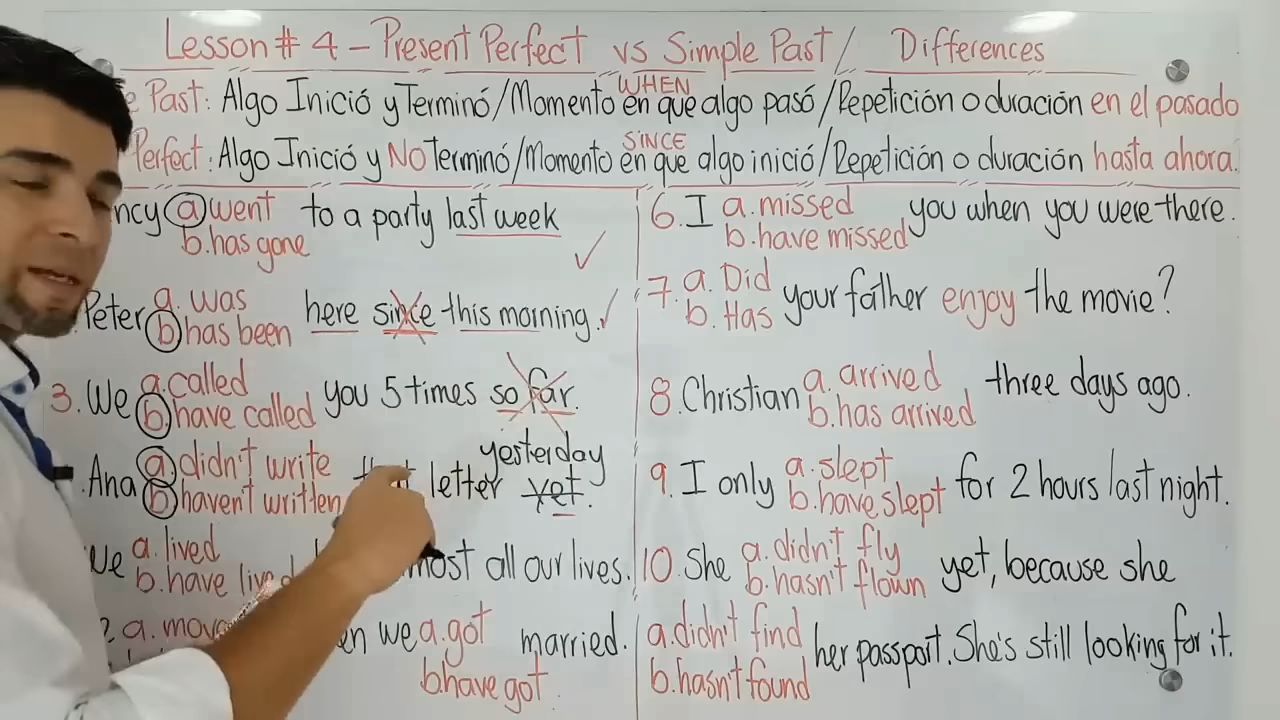 Lesson # 4 - Present Perfect vs Simple Past / Differences
Past: Algo Inició y Terminó / Momento en que algo pasó / Repetición o duración en el pasado
WHEN
Perfect: Algo Inició y NO Terminó / Momento en que algo inició / Repetición o duración hasta ahora.
SINCE
a went to a party last week
b. has gone
Peter a. was here since this morning.
b has been
3. We a. called you 5 times so far.
b. have called
yesterday
Ana a didn't write letter yet.
b haven't written
We a. lived all our lives.
b. have
a. we a. got married.
b have got.
6. I a. missed you when you were there.
b. have missed
7. a. Did your father enjoy the movie?
b. Has
8. Christian a. arrived three days ago.
b. has arrived
9. I only a. slept for 2 hours last night.
b. have slept
10. She a. didn't fly yet, because she
b. hasn't flown
a. didn't find her passport. She's still looking for it.
b. hasn't found